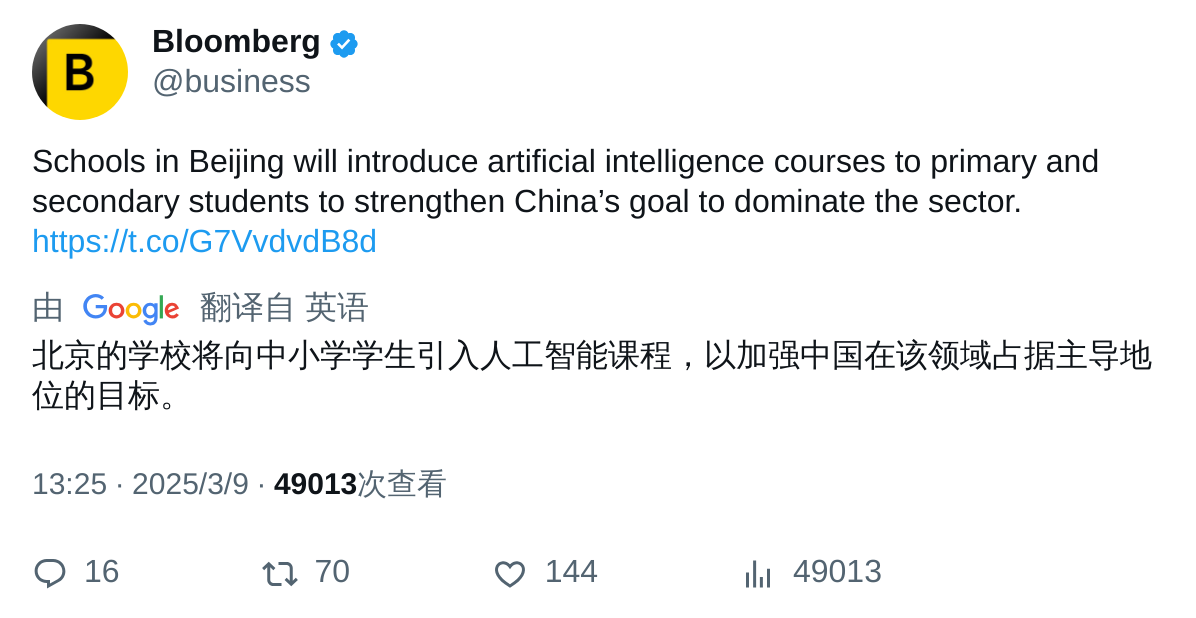 B
Bloomberg
@business
Schools in Beijing will introduce artificial intelligence courses to primary and
secondary students to strengthen China’s goal to dominate the sector.
https://t.co/G7VvdvdB8d
由 Google 翻译自 英语
北京的学校将向中小学学生引入人工智能课程，以加强中国在该领域占据主导地
位的目标。
13:25 · 2025/3/9 · 49013次查看
16 70 144 49013